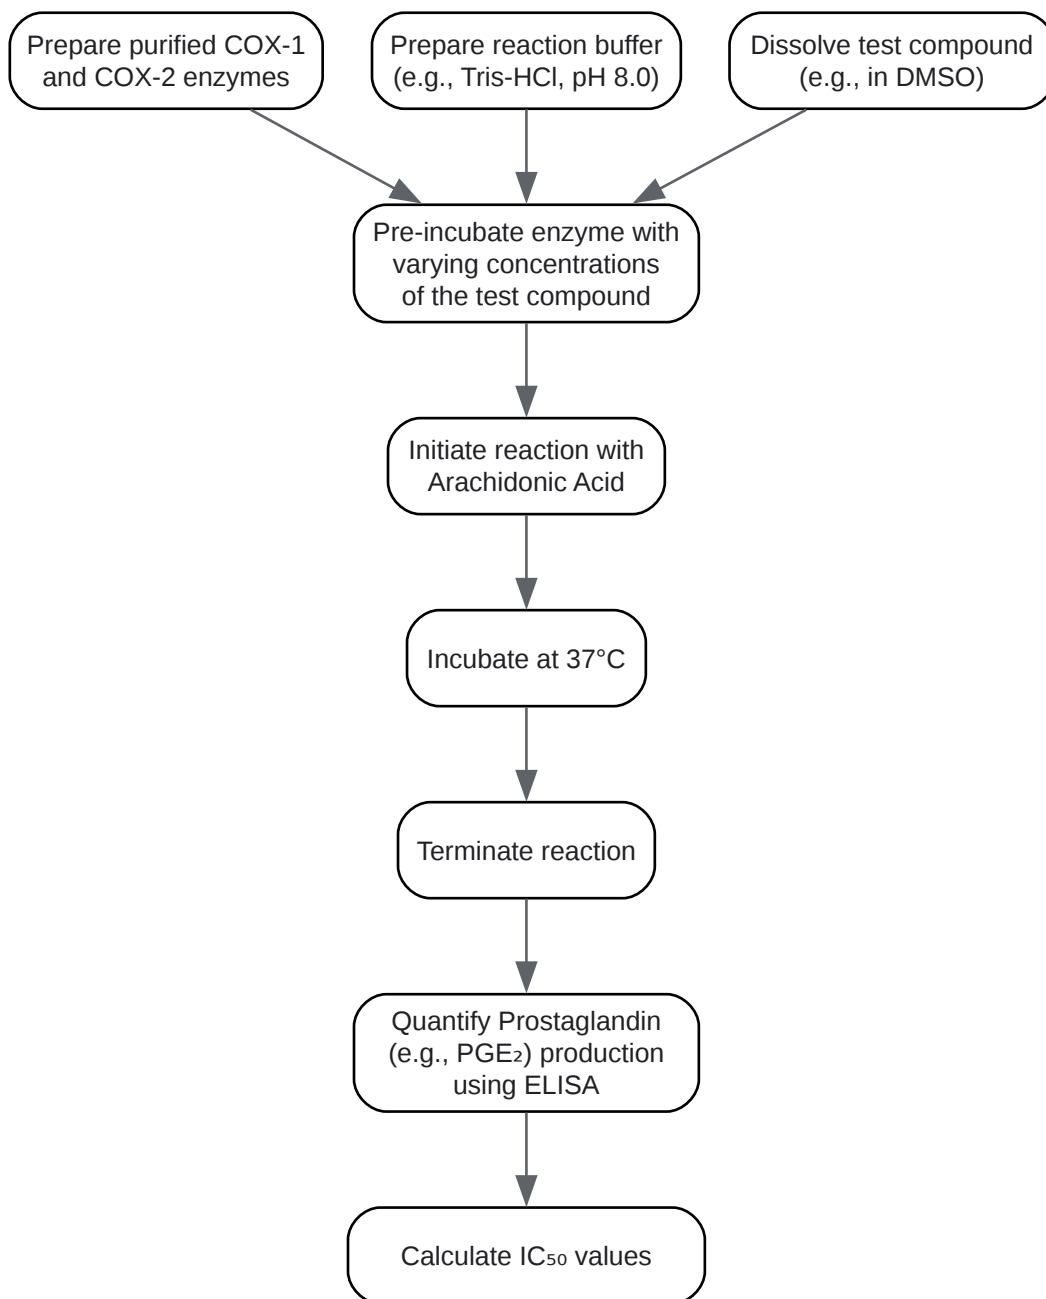 Prepare purified COX-1
and COX-2 enzymes
Prepare reaction buffer
(e.g., Tris-HCl, pH 8.0)
Dissolve test compound
(e.g., in DMSO)
Pre-incubate enzyme with
varying concentrations
of the test compound
Initiate reaction with
Arachidonic Acid
Incubate at 37°C
Terminate reaction
Quantify Prostaglandin
(e.g., PGE₂) production
using ELISA
Calculate IC₅₀ values